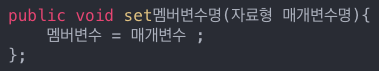 public void set멤버변수명(자료형 매개변수명){
    멤버변수 = 매개변수 ;
};